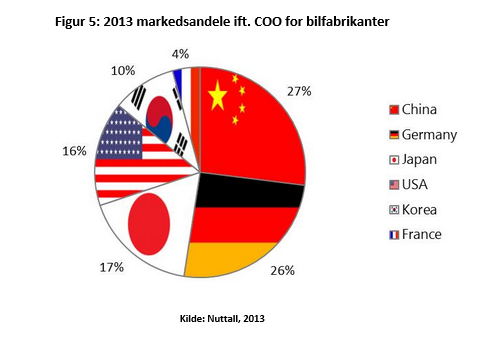 Figur 5: 2013 markedsandele ift. COO for bilfabrikanter
4%
10%
27%
16%
17%
26%
China
Germany
Japan
USA
Korea
France
Kilde: Nuttall, 2013